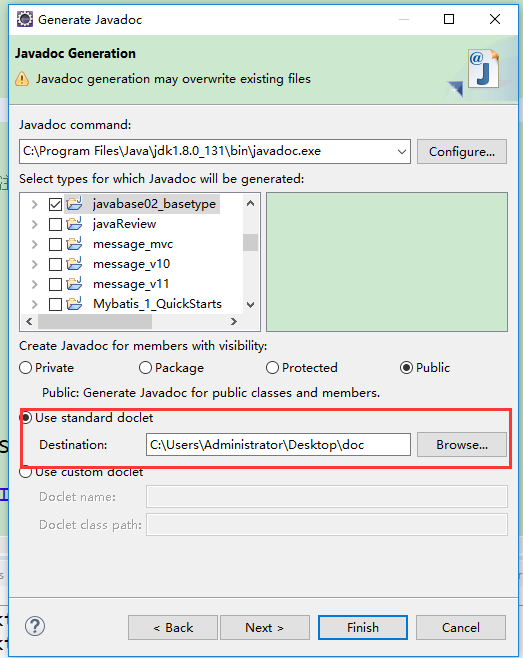 Generate Javadoc
Javadoc Generation
Javadoc generation may overwrite existing files
Javadoc command:
C:\Program Files\Java\jdk1.8.0_131\bin\javadoc.exe
Configure...
Select types for which Javadoc will be generated:
javabase02_basetype
javaReview
message_mvc
message_v10
message_v11
Mybatis_1_QuickStarts
Create Javadoc for members with visibility:
Private Package Protected Public
Public: Generate Javadoc for public classes and members.
Use standard doclet
Destination: C:\Users\Administrator\Desktop\doc Browse...
Use custom doclet
Doclet name:
Doclet class path:
< Back Next > Finish Cancel